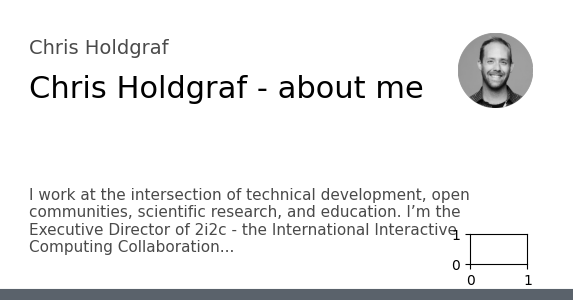 Chris Holdgraf
Chris Holdgraf - about me
I work at the intersection of technical development, open
communities, scientific research, and education. I’m the
Executive Director of 2i2c - the International Interactive
Computing Collaboration...
1
0
0 1